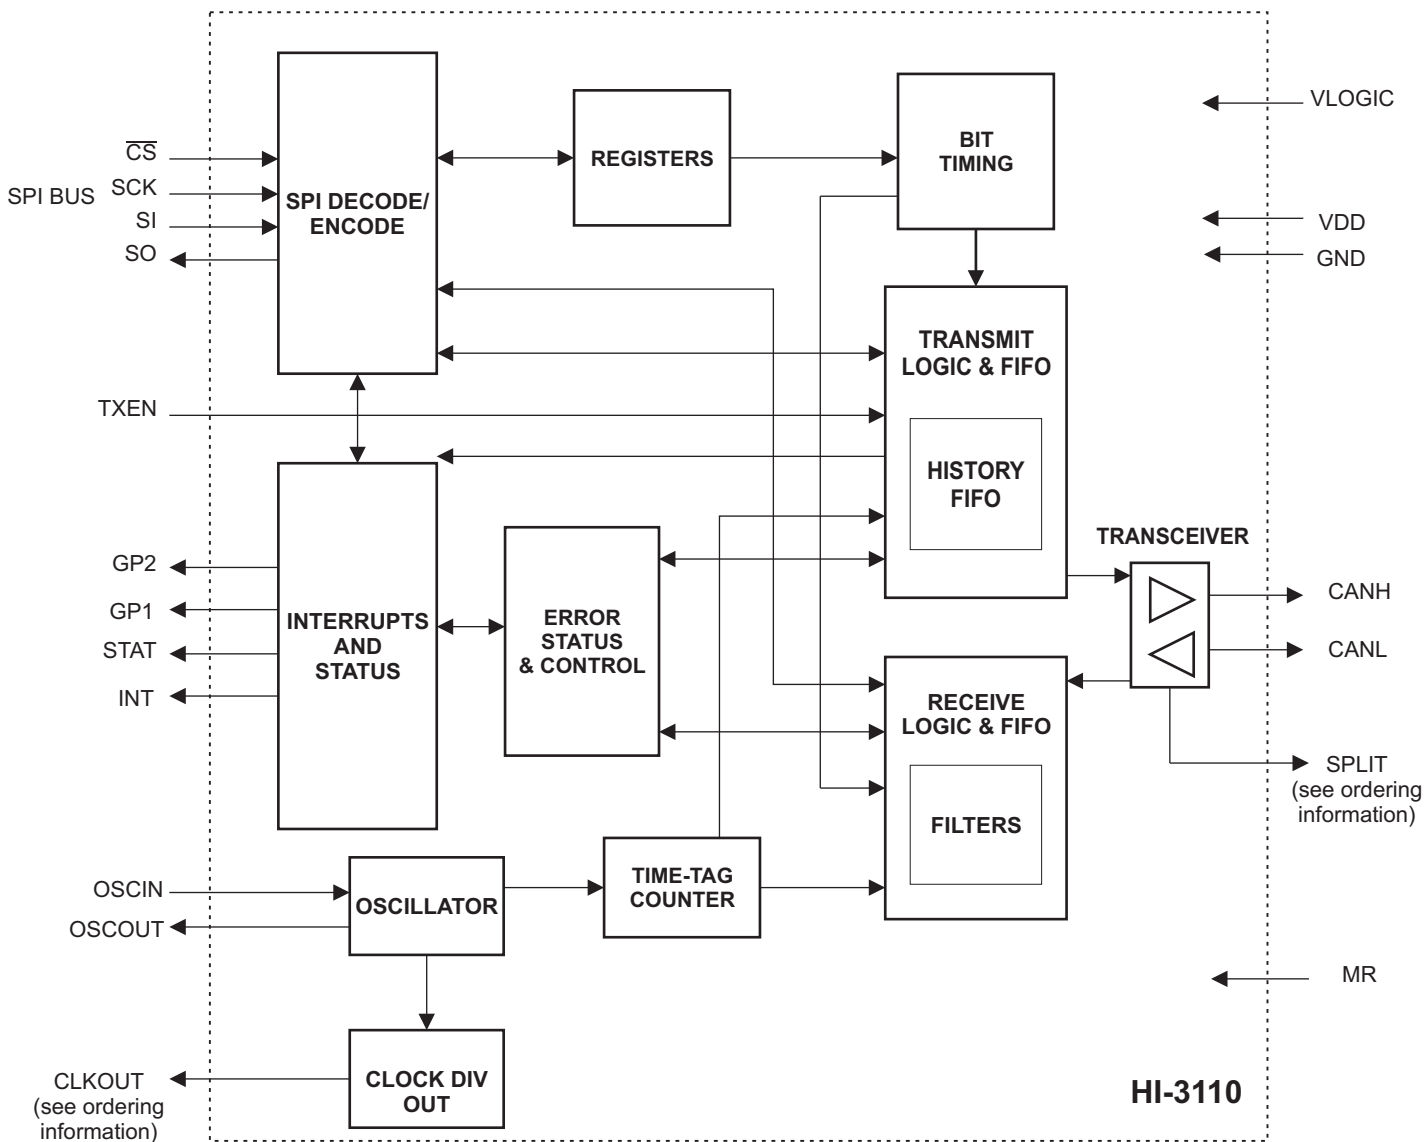 SPI BUS
CS
SCK
SI
SO
TXEN
GP2
GP1
STAT
INT
OSCIN
OSCOUT
CLKOUT
(see ordering
information)
SPI DECODE/
ENCODE
REGISTERS
BIT
TIMING
TRANSMIT
LOGIC & FIFO
HISTORY
FIFO
INTERRUPTS
AND
STATUS
ERROR
STATUS
& CONTROL
RECEIVE
LOGIC & FIFO
FILTERS
TRANSCEIVER
OSCILLATOR
TIME-TAG
COUNTER
CLOCK DIV
OUT
VLOGIC
VDD
GND
CANH
CANL
SPLIT
(see ordering
information)
MR
HI-3110